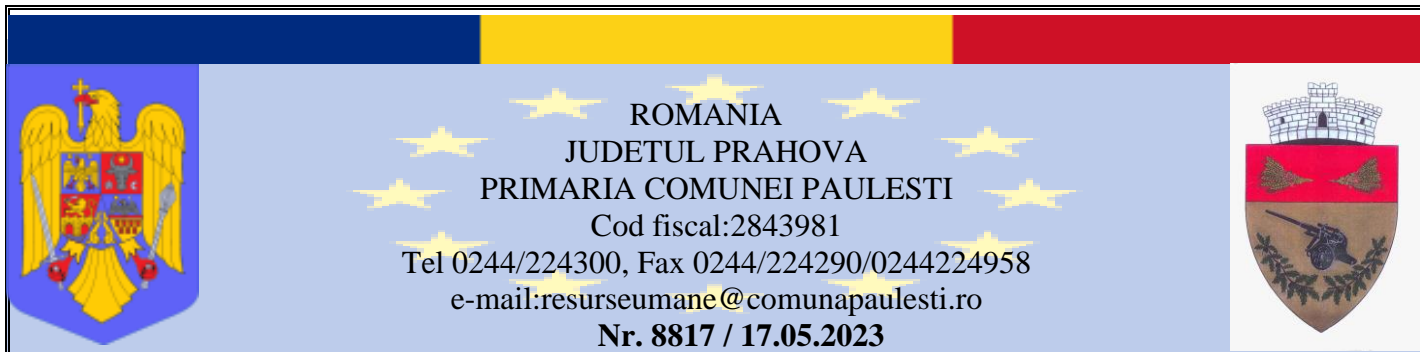 ROMANIA
JUDETUL PRAHOVA
PRIMARIA COMUNEI PAULESTI
Cod fiscal:2843981
Tel 0244/224300, Fax 0244/224290/0244224958
e-mail:resurseumane@comunapaulesti.ro
Nr. 8817 / 17.05.2023